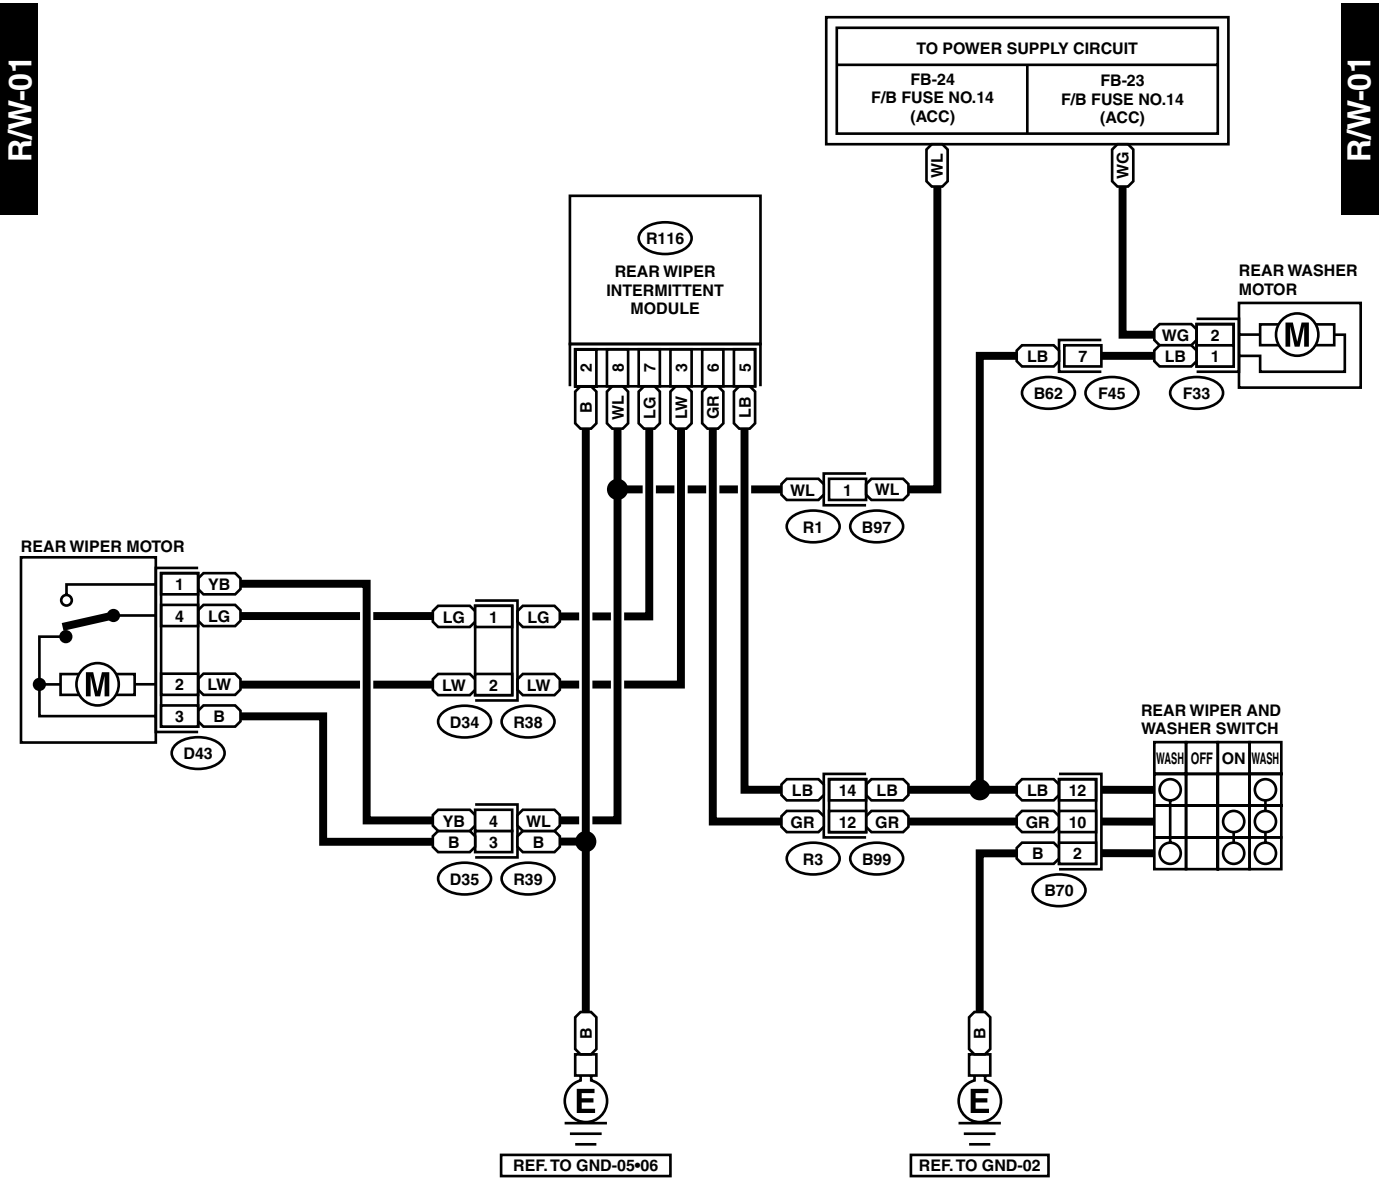 R/W-01
R/W-01
TO POWER SUPPLY CIRCUIT
FB-24
F/B FUSE NO.14
(ACC)
FB-23
F/B FUSE NO.14
(ACC)
WL
WG
R116
REAR WIPER
INTERMITTENT
MODULE
2 8 7 3 6 5
B WL LG LW GR LB
REAR WASHER
MOTOR
M
WG 2
LB 7 LB 1
B62 F45 F33
WL 1 WL
R1 B97
REAR WIPER MOTOR
1 YB
4 LG LG 1 LG
M
2 LW LW 2 LW
3 B
D34 R38
D43
REAR WIPER AND
WASHER SWITCH
WASH OFF ON WASH
LB 14 LB LB 12
YB 4 WL GR 12 GR GR 10
B 3 B B 2
D35 R39 R3 B99
B70
B B
E E
REF. TO GND-05•06
REF. TO GND-02